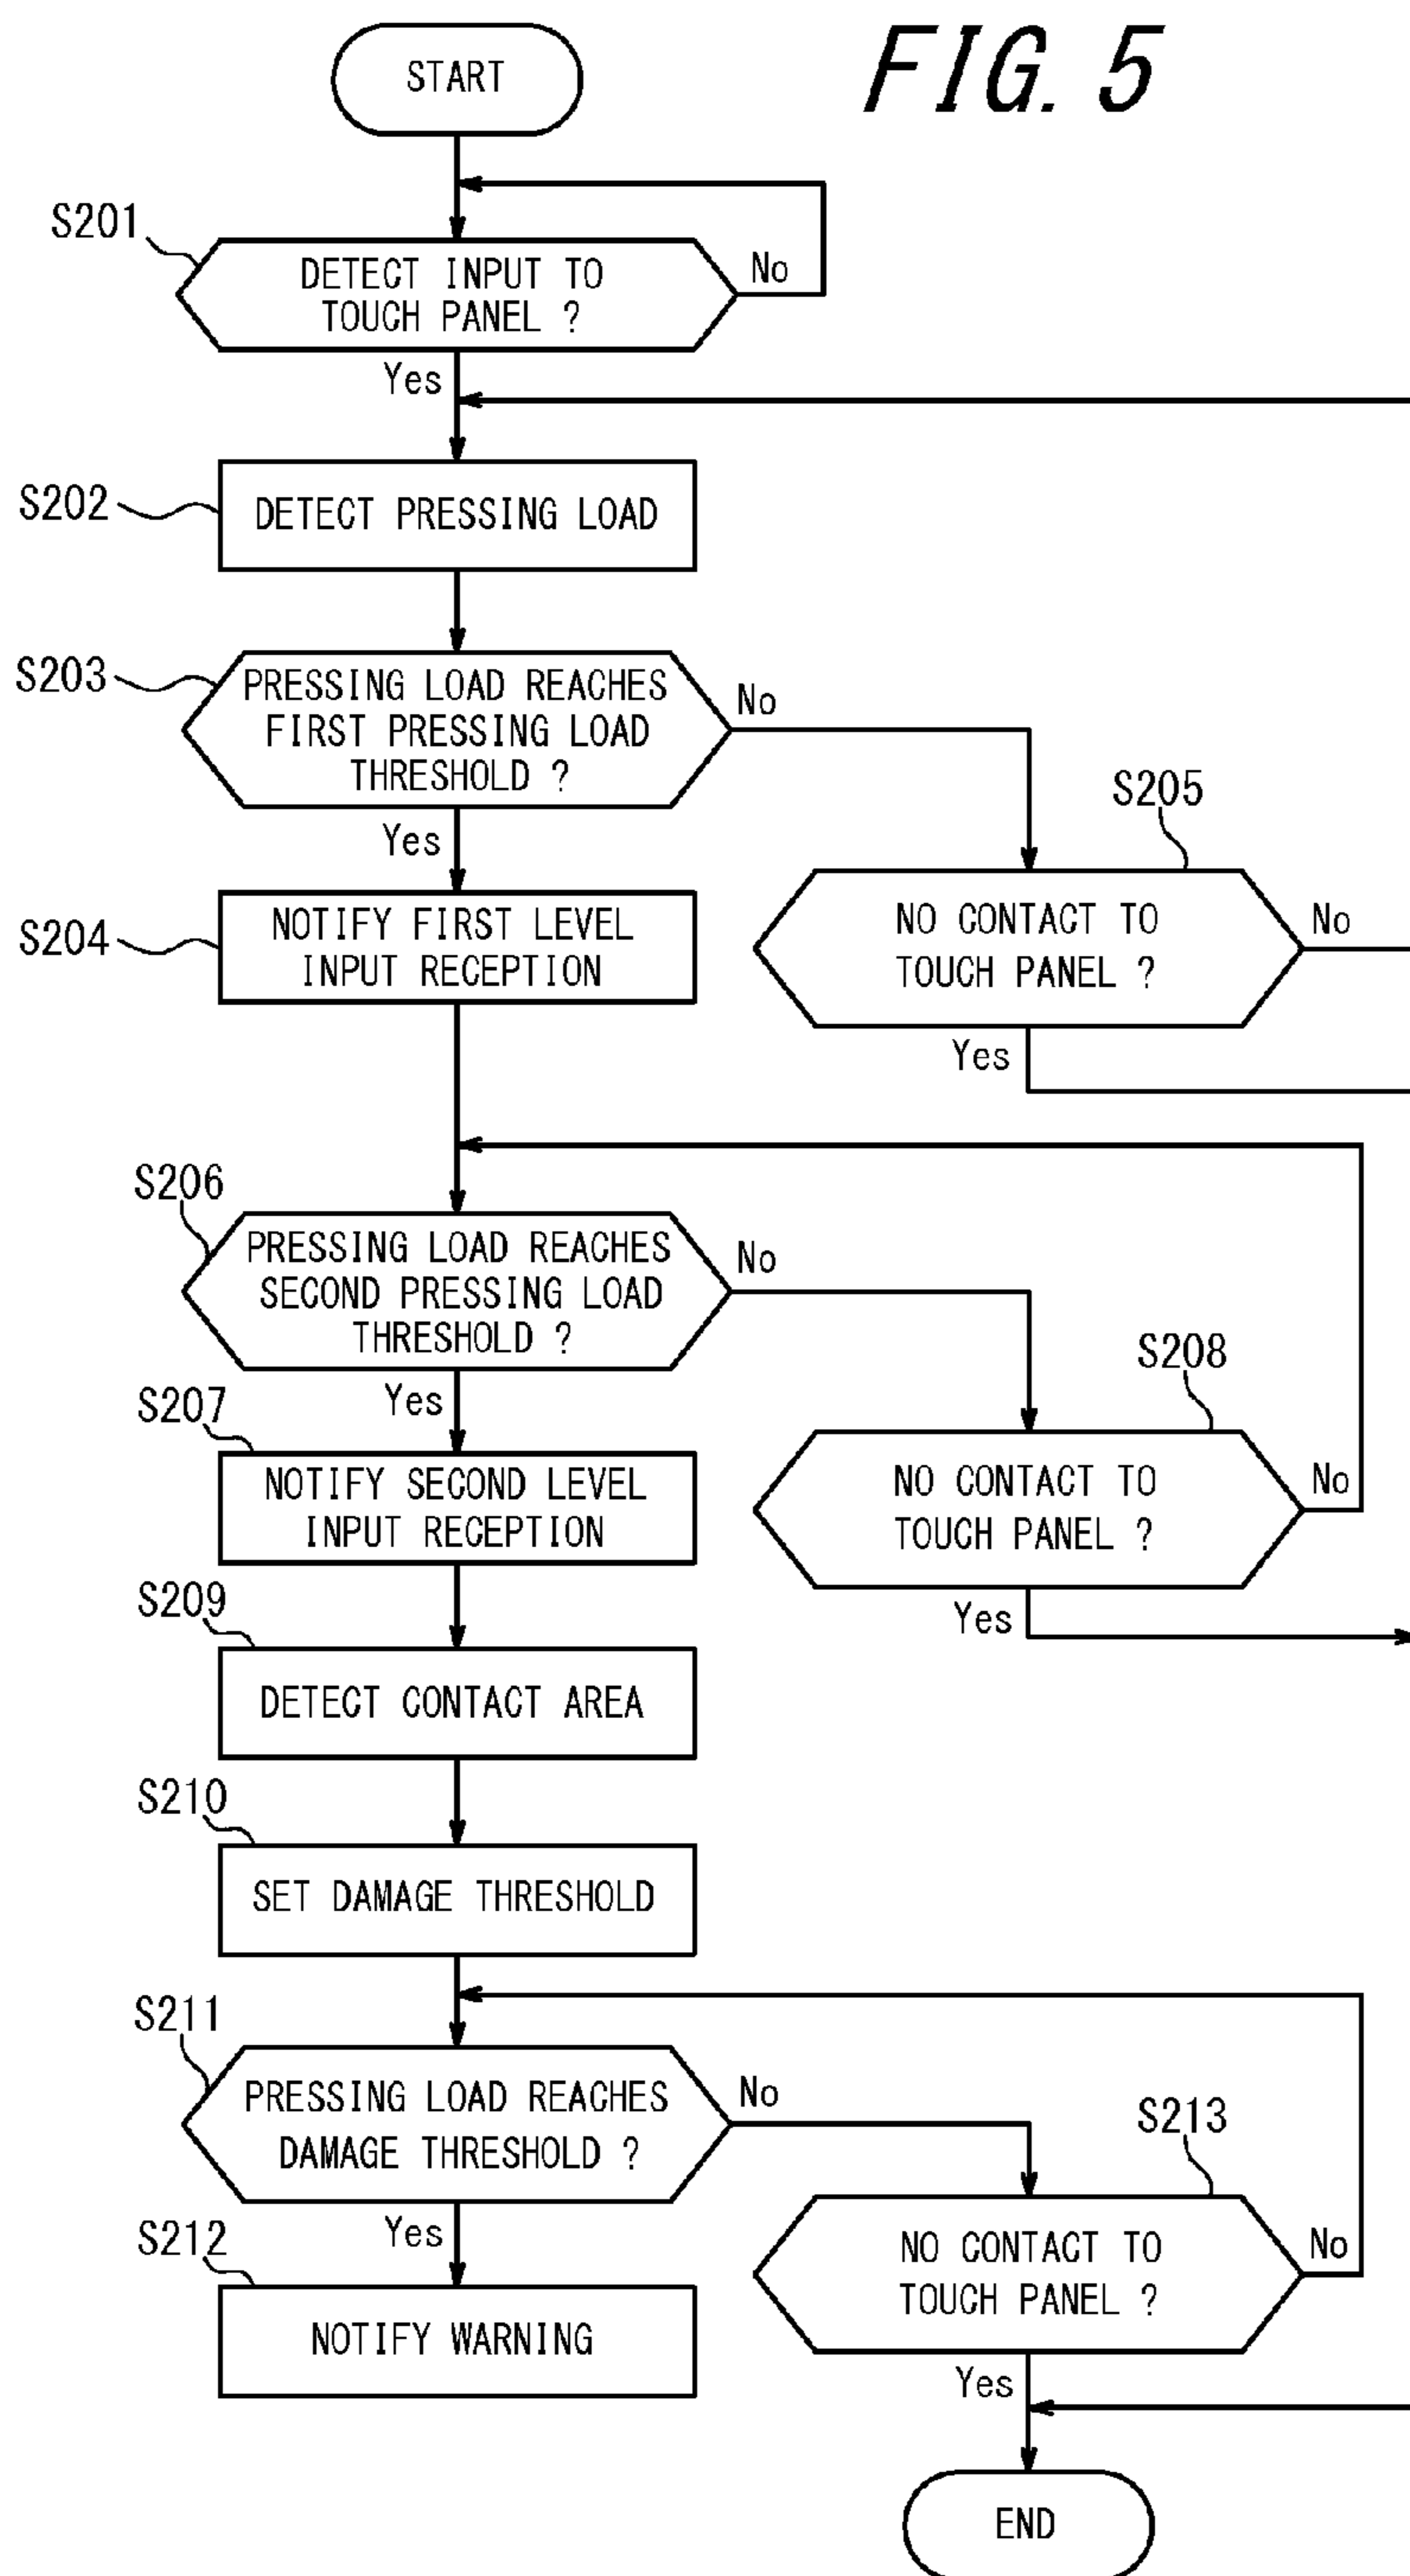 FIG. 5
START
S201
DETECT INPUT TO
TOUCH PANEL ?
No
Yes
S202
DETECT PRESSING LOAD
S203
PRESSING LOAD REACHES
FIRST PRESSING LOAD
THRESHOLD ?
No
Yes
S204
NOTIFY FIRST LEVEL
INPUT RECEPTION
S205
NO CONTACT TO
TOUCH PANEL ?
No
Yes
S206
PRESSING LOAD REACHES
SECOND PRESSING LOAD
THRESHOLD ?
No
Yes
S207
NOTIFY SECOND LEVEL
INPUT RECEPTION
S208
NO CONTACT TO
TOUCH PANEL ?
No
Yes
S209
DETECT CONTACT AREA
S210
SET DAMAGE THRESHOLD
S211
PRESSING LOAD REACHES
DAMAGE THRESHOLD ?
No
Yes
S212
NOTIFY WARNING
S213
NO CONTACT TO
TOUCH PANEL ?
No
Yes
END